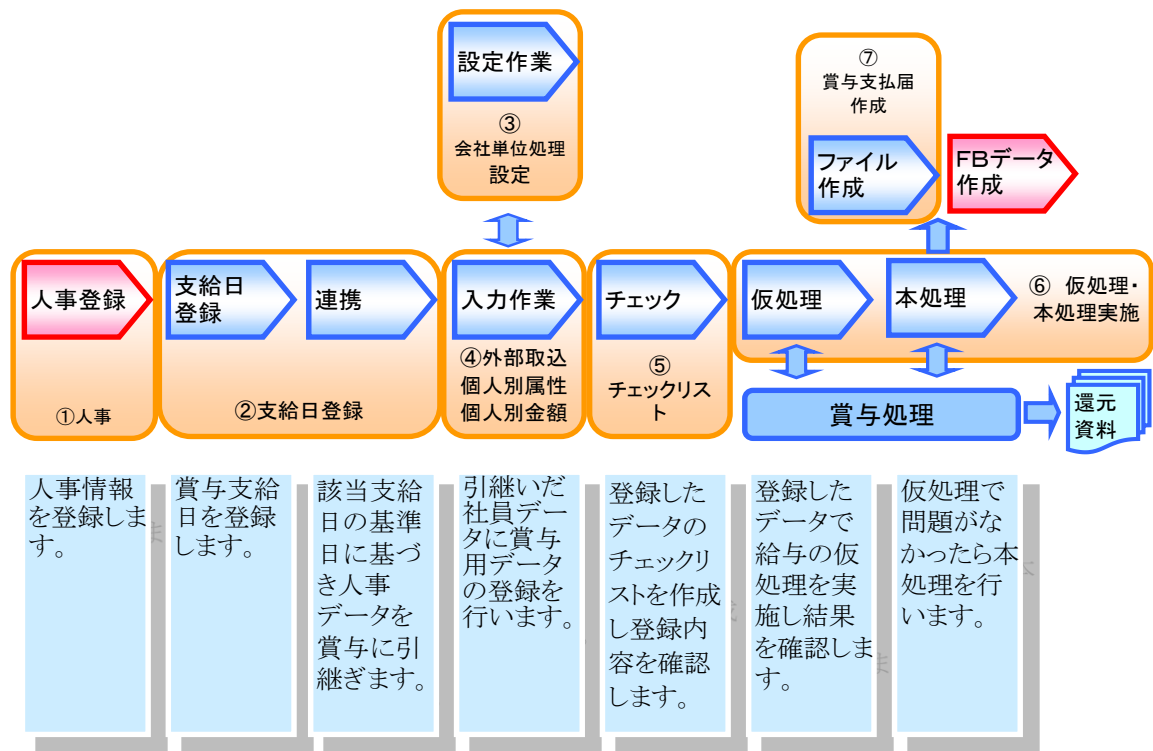 設定作業
③
会社単位処理
設定
⑦
賞与支払届
作成
ファイル
作成
ＦＢデータ
作成
人事登録
①人事
支給日
登録
連携
②支給日登録
入力作業
④外部取込
個人別属性
個人別金額
チェック
⑤
チェックリス
ト
仮処理
本処理
⑥ 仮処理・
本処理実施
賞与処理
還元
資料
人事情報
を登録しま
す。
賞与支給
日を登録
します。
該当支給
日の基準
日に基づ
き人事
データを
賞与に引
継ぎます。
引継いだ
社員デー
タに賞与
用データ
の登録を
行います。
登録した
データの
チェックリ
ストを作成
し登録内
容を確認
します。
登録した
データで
給与の仮
処理を実
施し結果
を確認しま
す。
仮処理で
問題がな
かったら本
処理を行
います。